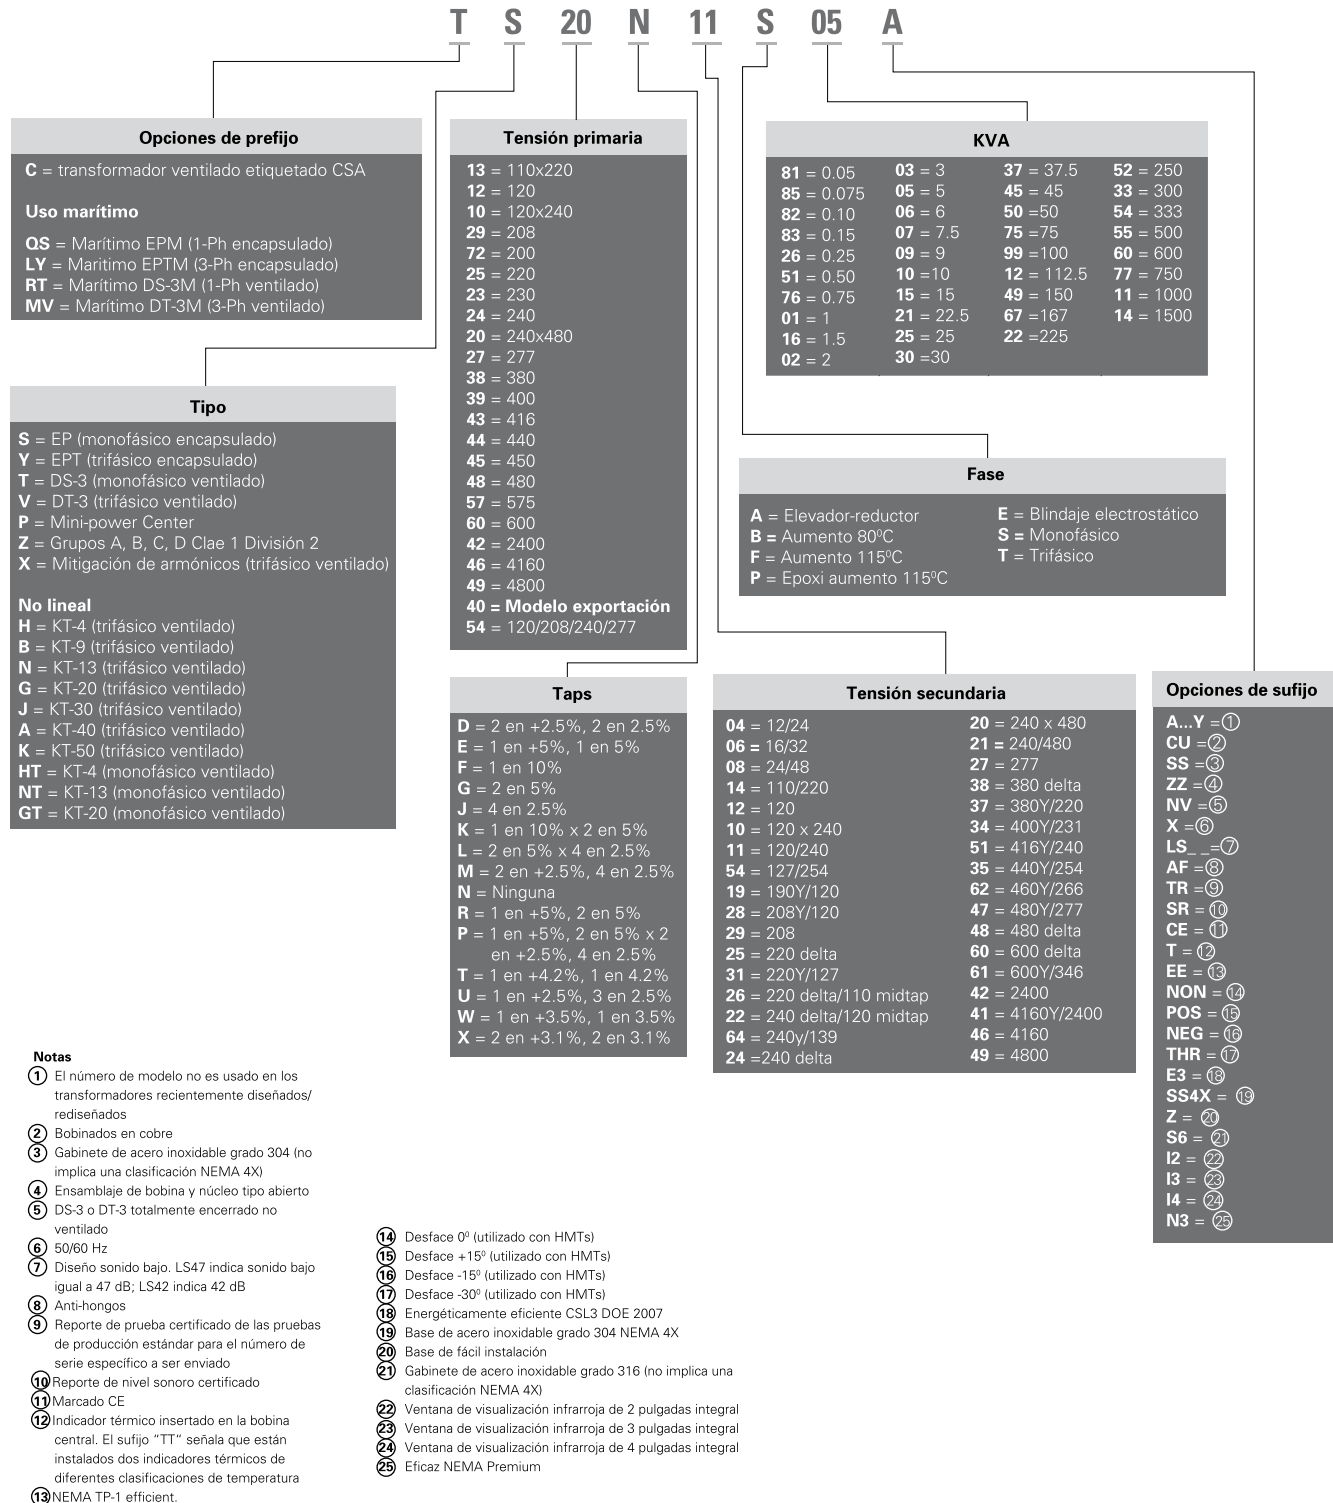 T S 20 N 11 S 05 A
Opciones de prefijo
C = transformador ventilado etiquetado CSA
Uso marítimo
QS = Marítimo EPM (1-Ph encapsulado)
LY = Maritimo EPTM (3-Ph encapsulado)
RT = Marítimo DS-3M (1-Ph ventilado)
MV = Marítimo DT-3M (3-Ph ventilado)
Tipo
S = EP (monofásico encapsulado)
Y = EPT (trifásico encapsulado)
T = DS-3 (monofásico ventilado)
V = DT-3 (trifásico ventilado)
P = Mini-power Center
Z = Grupos A, B, C, D Clae 1 División 2
X = Mitigación de armónicos (trifásico ventilado)
No lineal
H = KT-4 (trifásico ventilado)
B = KT-9 (trifásico ventilado)
N = KT-13 (trifásico ventilado)
G = KT-20 (trifásico ventilado)
J = KT-30 (trifásico ventilado)
A = KT-40 (trifásico ventilado)
K = KT-50 (trifásico ventilado)
HT = KT-4 (monofásico ventilado)
NT = KT-13 (monofásico ventilado)
GT = KT-20 (monofásico ventilado)
Tensión primaria
13 = 110x220
12 = 120
10 = 120x240
29 = 208
72 = 200
25 = 220
23 = 230
24 = 240
20 = 240x480
27 = 277
38 = 380
39 = 400
43 = 416
44 = 440
45 = 450
48 = 480
57 = 575
60 = 600
42 = 2400
46 = 4160
49 = 4800
40 = Modelo exportación
54 = 120/208/240/277
KVA
81 = 0.05
85 = 0.075
82 = 0.10
83 = 0.15
26 = 0.25
51 = 0.50
76 = 0.75
01 = 1
16 = 1.5
02 = 2
03 = 3
05 = 5
06 = 6
07 = 7.5
09 = 9
10 =10
15 = 15
21 = 22.5
25 = 25
30 =30
37 = 37.5
45 = 45
50 =50
75 =75
99 =100
12 = 112.5
49 = 150
67 =167
22 =225
52 = 250
33 = 300
54 = 333
55 = 500
60 = 600
77 = 750
11 = 1000
14 = 1500
Fase
A = Elevador-reductor
B = Aumento 80⁰C
F = Aumento 115⁰C
P = Epoxi aumento 115⁰C
E = Blindaje electrostático
S = Monofásico
T = Trifásico
Taps
D = 2 en +2.5%, 2 en 2.5%
E = 1 en +5%, 1 en 5%
F = 1 en 10%
G = 2 en 5%
J = 4 en 2.5%
K = 1 en 10% x 2 en 5%
L = 2 en 5% x 4 en 2.5%
M = 2 en +2.5%, 4 en 2.5%
N = Ninguna
R = 1 en +5%, 2 en 5%
P = 1 en +5%, 2 en 5% x 2
en +2.5%, 4 en 2.5%
T = 1 en +4.2%, 1 en 4.2%
U = 1 en +2.5%, 3 en 2.5%
W = 1 en +3.5%, 1 en 3.5%
X = 2 en +3.1%, 2 en 3.1%
Tensión secundaria
04 = 12/24
06 = 16/32
08 = 24/48
14 = 110/220
12 = 120
10 = 120 x 240
11 = 120/240
54 = 127/254
19 = 190Y/120
28 = 208Y/120
29 = 208
25 = 220 delta
31 = 220Y/127
26 = 220 delta/110 midtap
22 = 240 delta/120 midtap
64 = 240y/139
24 =240 delta
20 = 240 x 480
21 = 240/480
27 = 277
38 = 380 delta
37 = 380Y/220
34 = 400Y/231
51 = 416Y/240
35 = 440Y/254
62 = 460Y/266
47 = 480Y/277
48 = 480 delta
60 = 600 delta
61 = 600Y/346
42 = 2400
41 = 4160Y/2400
46 = 4160
49 = 4800
Opciones de sufijo
A...Y =①
CU =②
SS =③
ZZ =④
NV =⑤
X =⑥
LS_ _=⑦
AF =⑧
TR =⑨
SR =⑩
CE =⑪
T =⑫
EE =⑬
NON =⑭
POS =⑮
NEG =⑯
THR =⑰
E3 =⑱
SS4X = ⑲
Z = ⑳
S6 = ㉑
I2 = ㉒
I3 = ㉓
I4 = ㉔
N3 = ㉕
Notas
① El número de modelo no es usado en los
transformadores recientemente diseñados/
rediseñados
② Bobinados en cobre
③ Gabinete de acero inoxidable grado 304 (no
implica una clasificación NEMA 4X)
④ Ensamblaje de bobina y núcleo tipo abierto
⑤ DS-3 o DT-3 totalmente encerrado no
ventilado
⑥ 50/60 Hz
⑦ Diseño sonido bajo. LS47 indica sonido bajo
igual a 47 dB; LS42 indica 42 dB
⑧ Anti-hongos
⑨ Reporte de prueba certificado de las pruebas
de producción estándar para el número de
serie específico a ser enviado
⑩ Reporte de nivel sonoro certificado
⑪ Marcado CE
⑫ Indicador térmico insertado en la bobina
central. El sufijo "TT" señala que están
instalados dos indicadores térmicos de
diferentes clasificaciones de temperatura
⑬ NEMA TP-1 efficient.
⑭ Desface 0⁰ (utilizado con HMTs)
⑮ Desface +15⁰ (utilizado con HMTs)
⑯ Desface -15⁰ (utilizado con HMTs)
⑰ Desface -30⁰ (utilizado con HMTs)
⑱ Energéticamente eficiente CSL3 DOE 2007
⑲ Base de acero inoxidable grado 304 NEMA 4X
⑳ Base de fácil instalación
㉑ Gabinete de acero inoxidable grado 316 (no implica una
clasificación NEMA 4X)
㉒ Ventana de visualización infrarroja de 2 pulgadas integral
㉓ Ventana de visualización infrarroja de 3 pulgadas integral
㉔ Ventana de visualización infrarroja de 4 pulgadas integral
㉕ Eficaz NEMA Premium